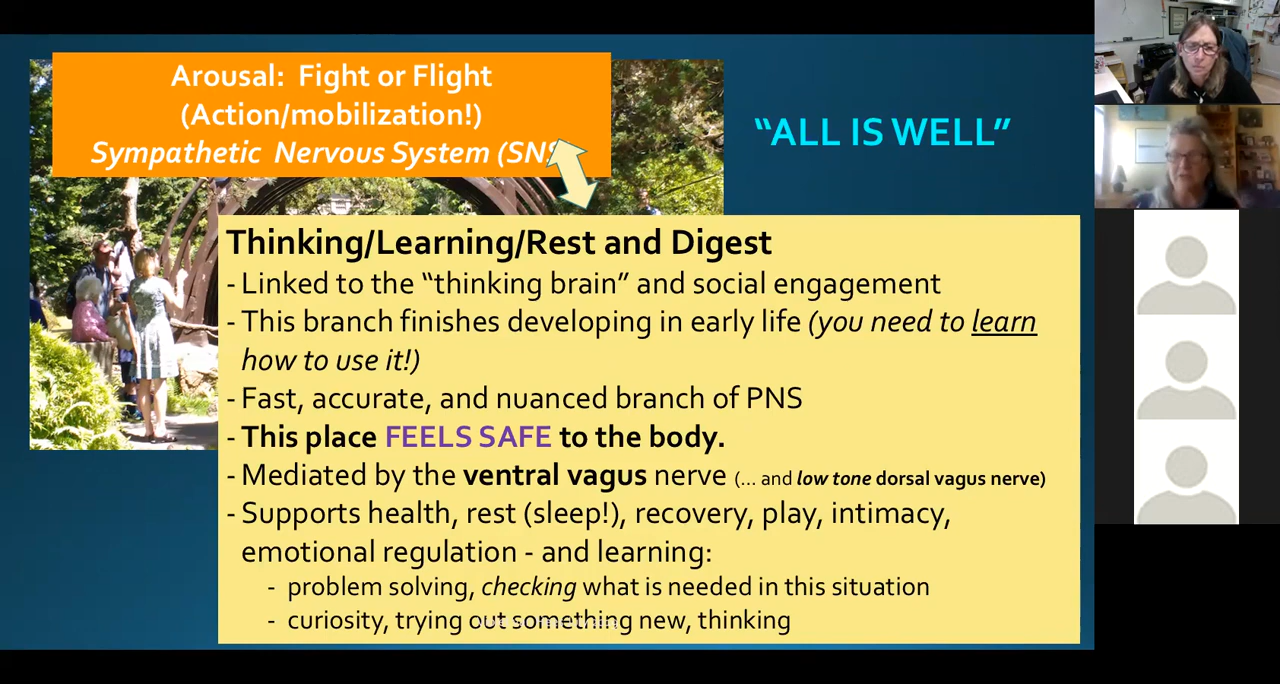 Arousal:  Fight or Flight
(Action/mobilization!)
Sympathetic  Nervous System (SNS
“ALL IS WELL”
Thinking/Learning/Rest and Digest
- Linked to the “thinking brain” and social engagement
- This branch finishes developing in early life (you need to learn
how to use it!)
- Fast, accurate, and nuanced branch of PNS
- This place FEELS SAFE to the body.
- Mediated by the ventral vagus nerve (... and low tone dorsal vagus nerve)
- Supports health, rest (sleep!), recovery, play, intimacy,
emotional regulation - and learning:
- problem solving, checking what is needed in this situation
- curiosity, trying out something new, thinking